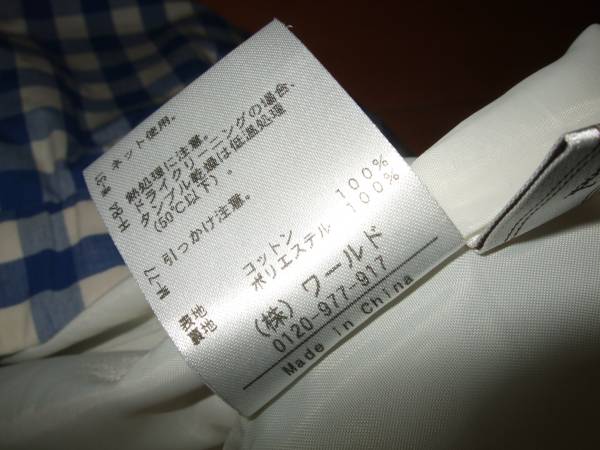 ネット使用。
H-98 熱処理に注意。
ドライクリーニングの場合、
タンブル乾燥は低温処理
(60℃以下)。
M-77 引っかけ注意。
表地 コットン 100%
裏地 ポリエステル 100%
(株) ワールド
0120-977-917
Made in China